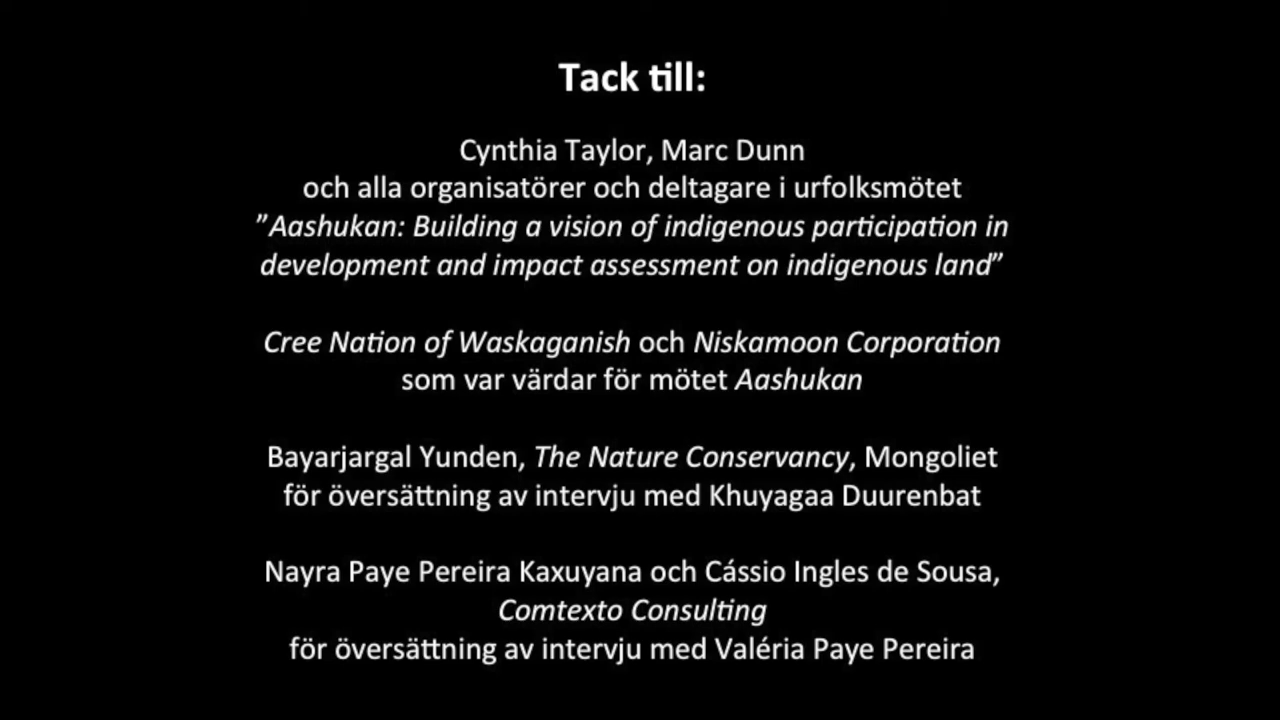 Tack till:
Cynthia Taylor, Marc Dunn
och alla organisatörer och deltagare i urfolksmötet
”Aashukan: Building a vision of indigenous participation in
development and impact assessment on indigenous land”
Cree Nation of Waskaganish och Niskamoon Corporation
som var värdar för mötet Aashukan
Bayarjargal Yunden, The Nature Conservancy, Mongoliet
för översättning av intervju med Khuyagaa Duurenbat
Nayra Paye Pereira Kaxuyana och Cássio Ingles de Sousa,
Comtexto Consulting
för översättning av intervju med Valéria Paye Pereira